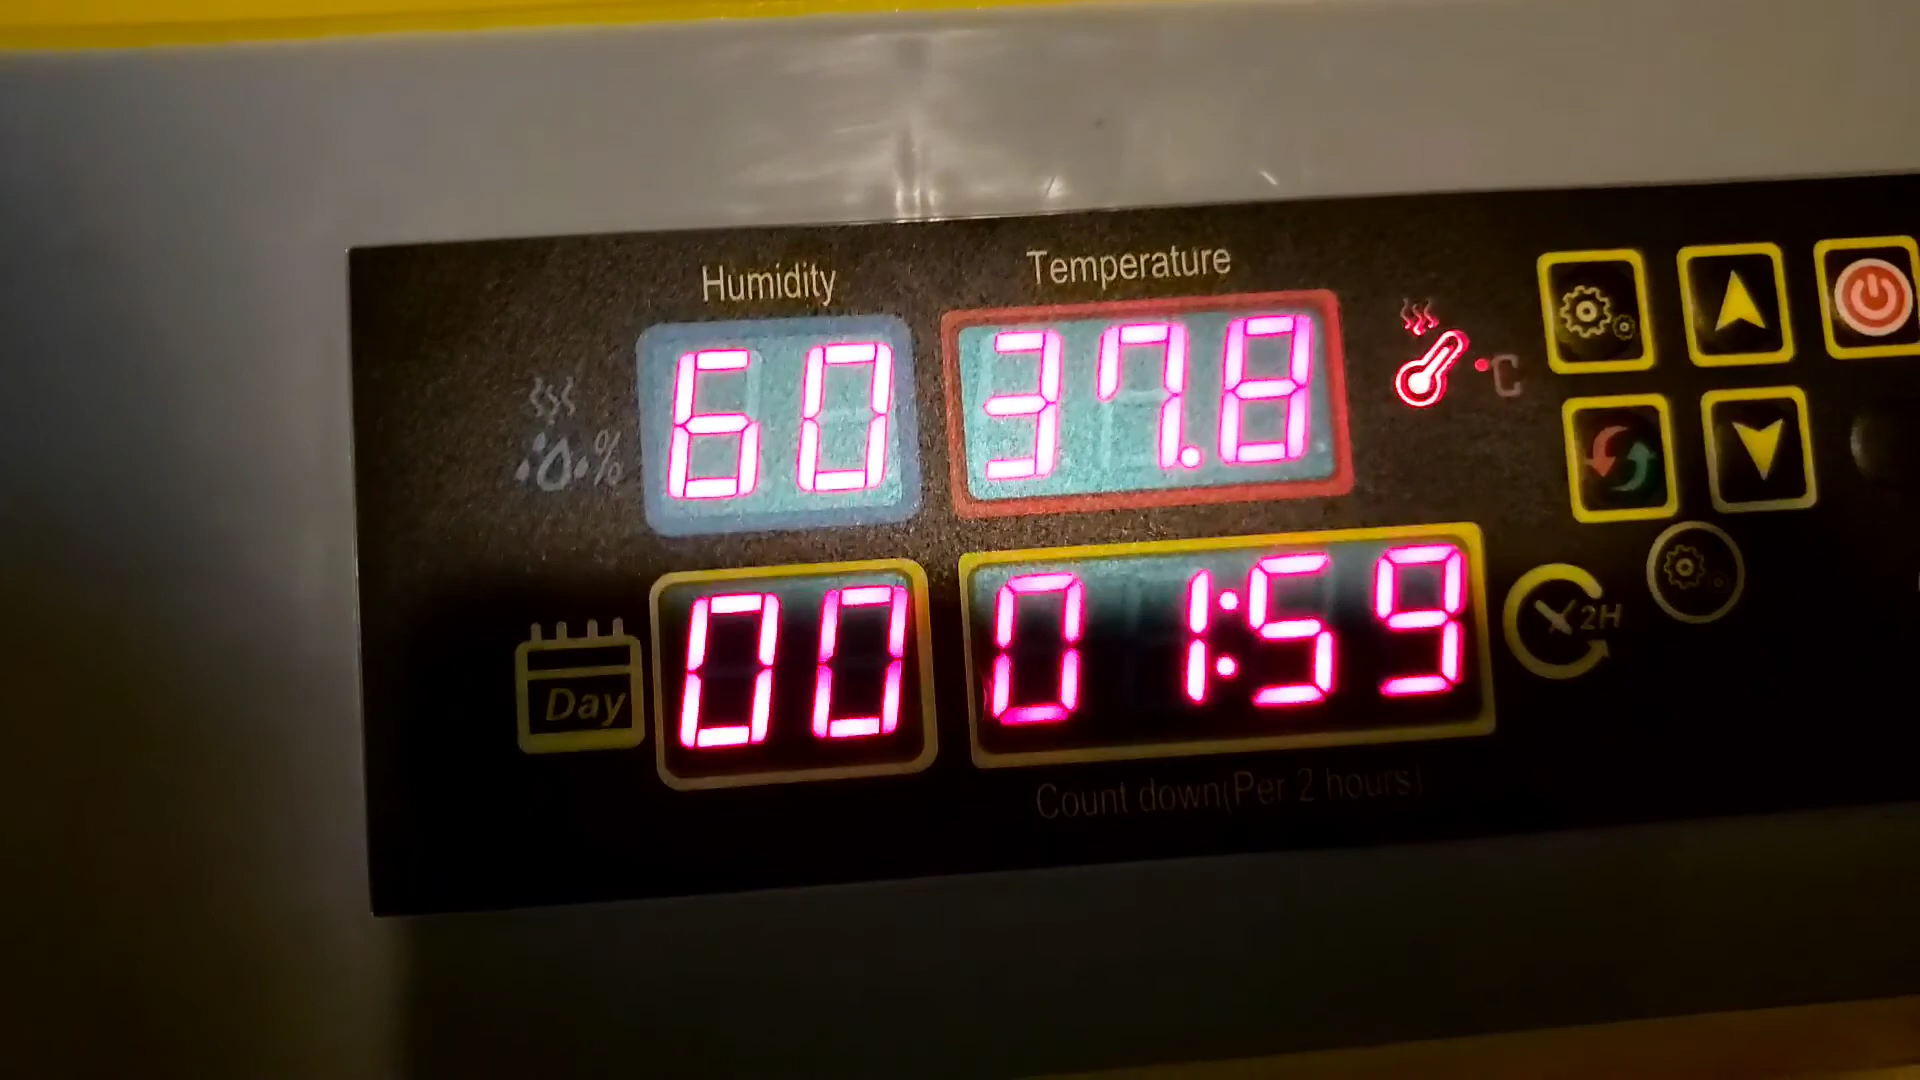 Humidity
Temperature
% 60
37.8 °C
Day 00
01:59
2H
Count down(Per 2 hours)